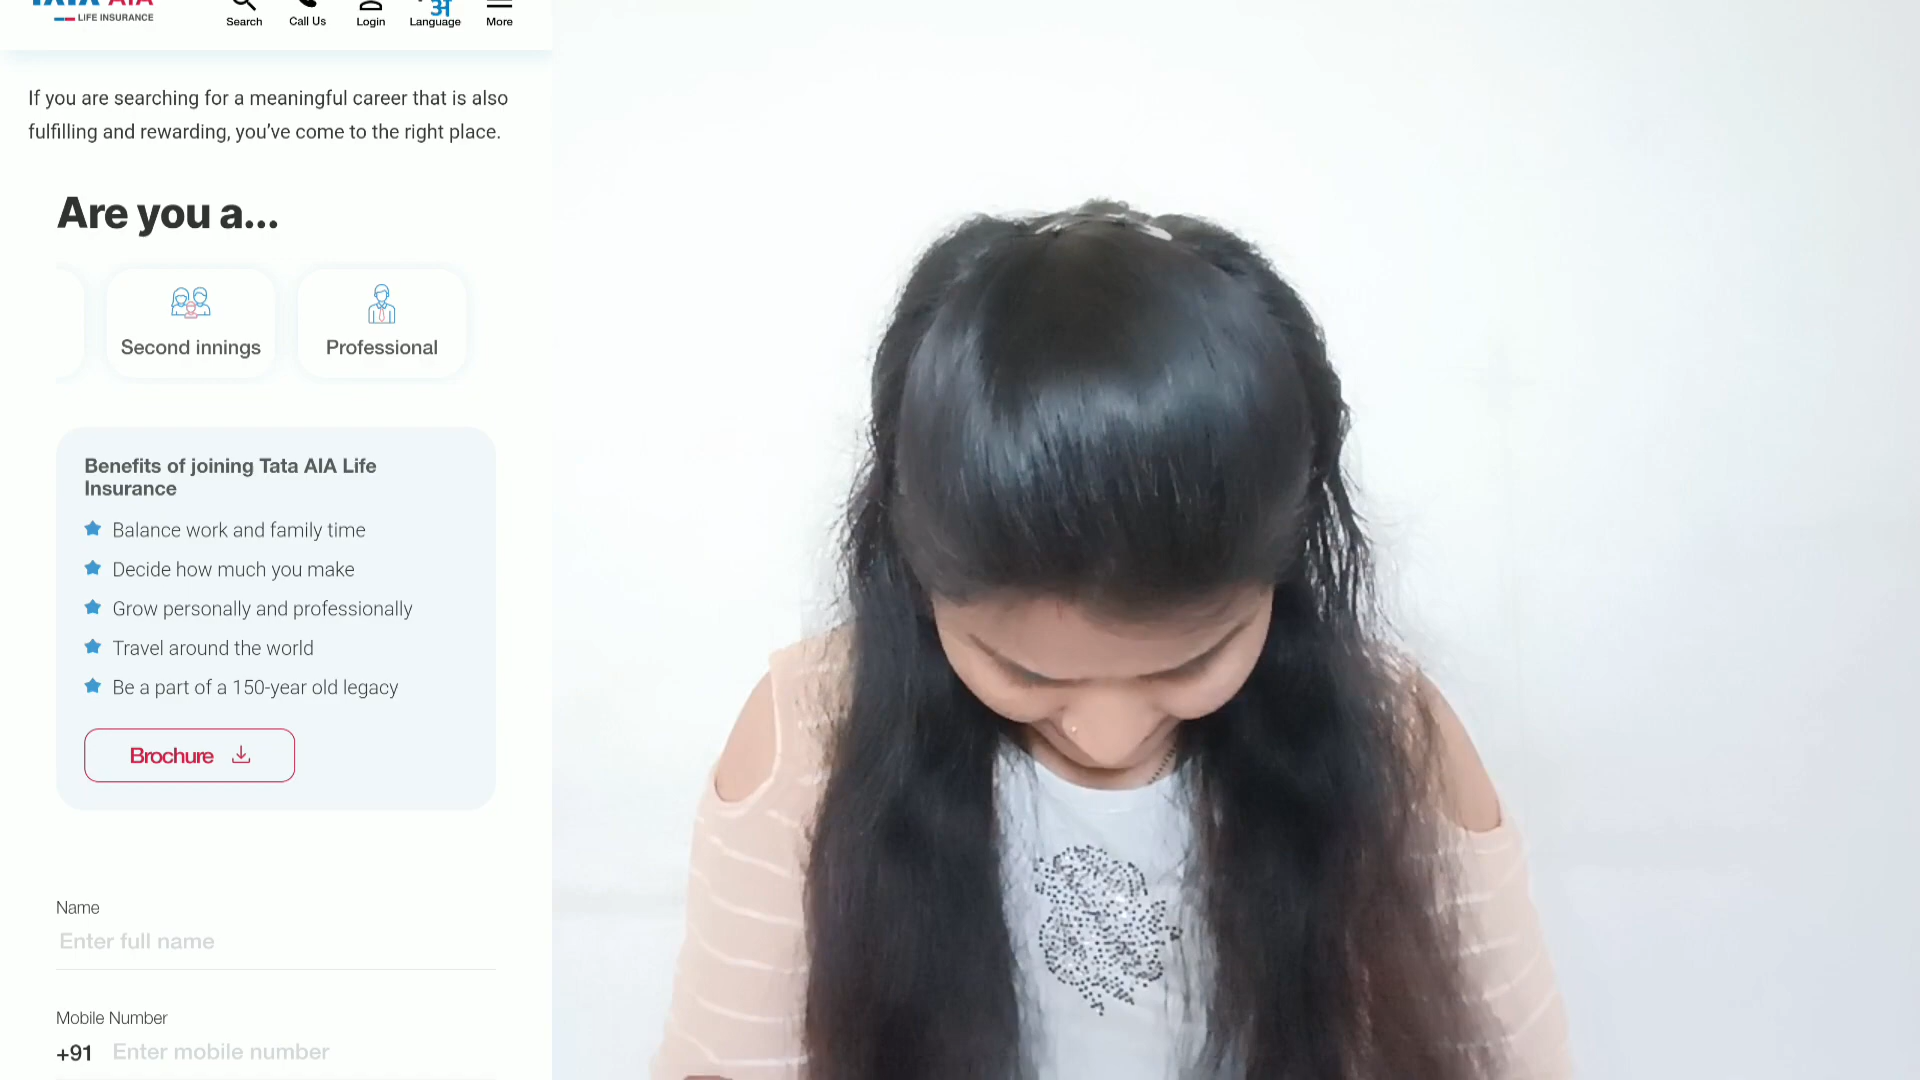 TATA AIA
LIFE INSURANCE
Search
Call Us
Login
अ
Language
More
If you are searching for a meaningful career that is also
fulfilling and rewarding, you’ve come to the right place.
Are you a...
Second innings
Professional
Benefits of joining Tata AIA Life
Insurance
Balance work and family time
Decide how much you make
Grow personally and professionally
Travel around the world
Be a part of a 150-year old legacy
Brochure
Name
Enter full name
Mobile Number
+91 Enter mobile number